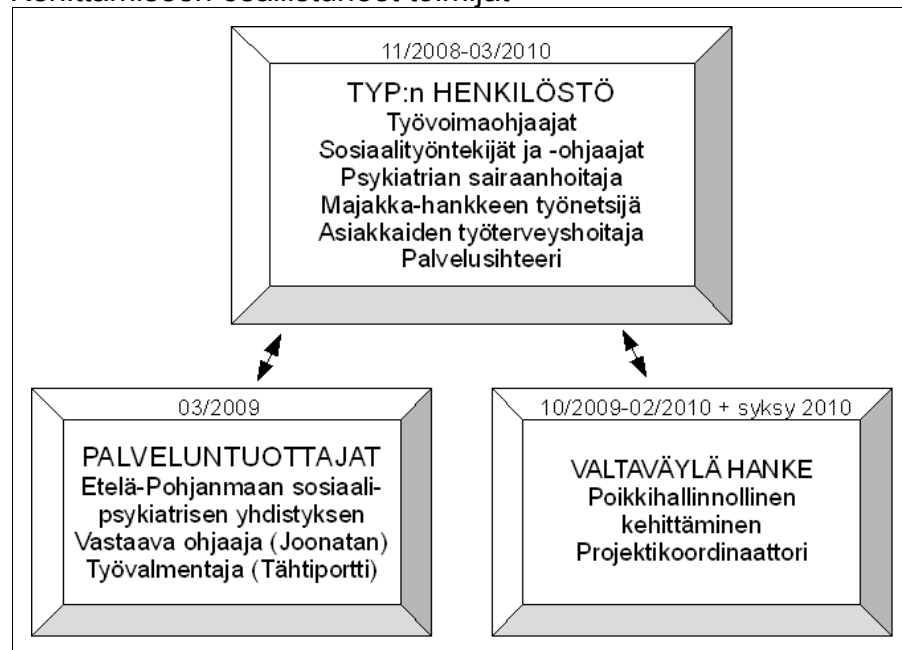 Kehittämiseen osallistuneet toimijat
11/2008-03/2010
TYP:n HENKILÖSTÖ
Työvoimaohjaajat
Sosiaalityöntekijät ja -ohjaajat
Psykiatrian sairaanhoitaja
Majakka-hankkeen työnetsijä
Asiakkaiden työterveyshoitaja
Palvelusihteeri
03/2009
PALVELUNTUOTTAJAT
Etelä-Pohjanmaan sosiaali-
psykiatrisen yhdistyksen
Vastaava ohjaaja (Joonatan)
Työvalmentaja (Tähtiportti)
10/2009-02/2010 + syksy 2010
VALTAVÄYLÄ HANKE
Poikkihallinnollinen
kehittäminen
Projektikoordinaattori